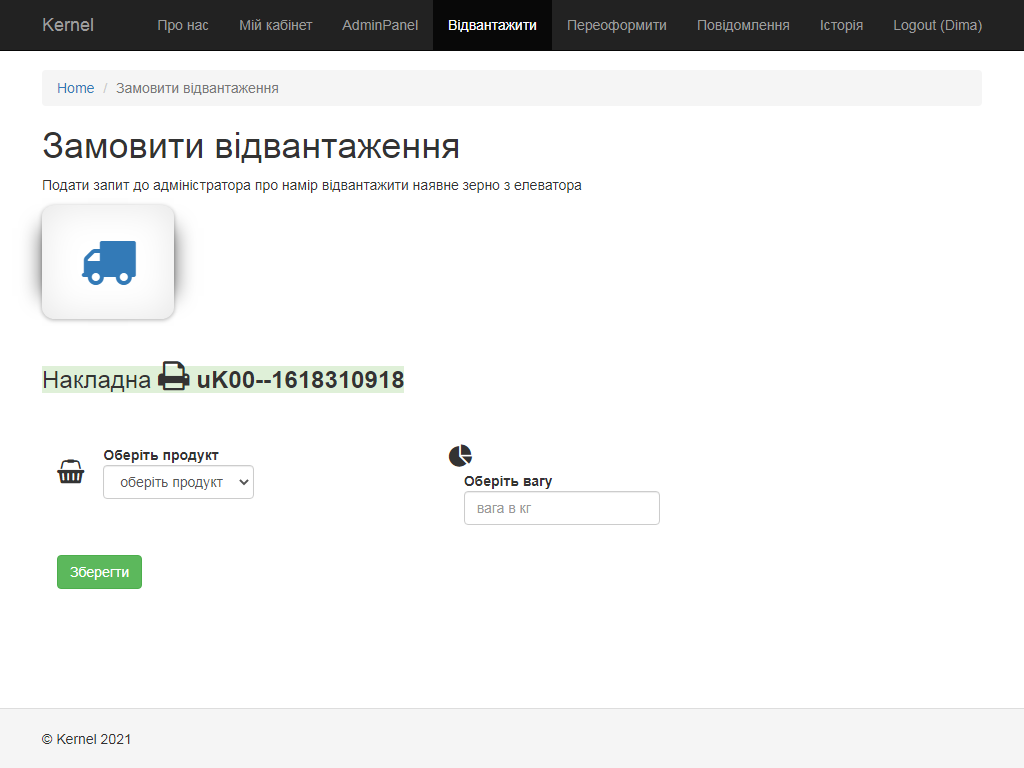 Kernel Про нас Мій кабінет AdminPanel Відвантажити Переоформити Повідомлення Історія Logout (Dima)
Home / Замовити відвантаження
Замовити відвантаження
Подати запит до адміністратора про намір відвантажити наявне зерно з елеватора
Накладна uK00--1618310918
Оберіть продукт
оберіть продукт
Оберіть вагу
вага в кг
Зберегти
© Kernel 2021